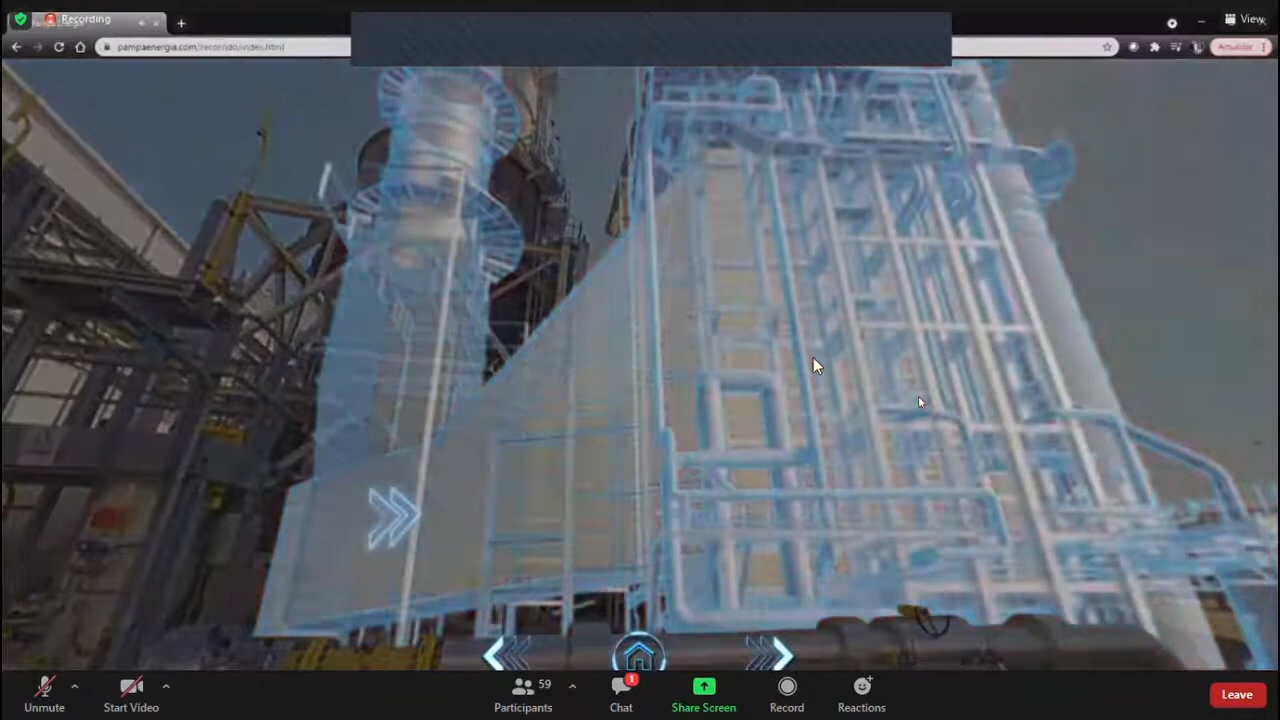 Recording
View
pampaenergia.com/recorrido/index.html
Actualizar
Unmute
Start Video
59
Participants
1
Chat
Share Screen
Record
Reactions
Leave